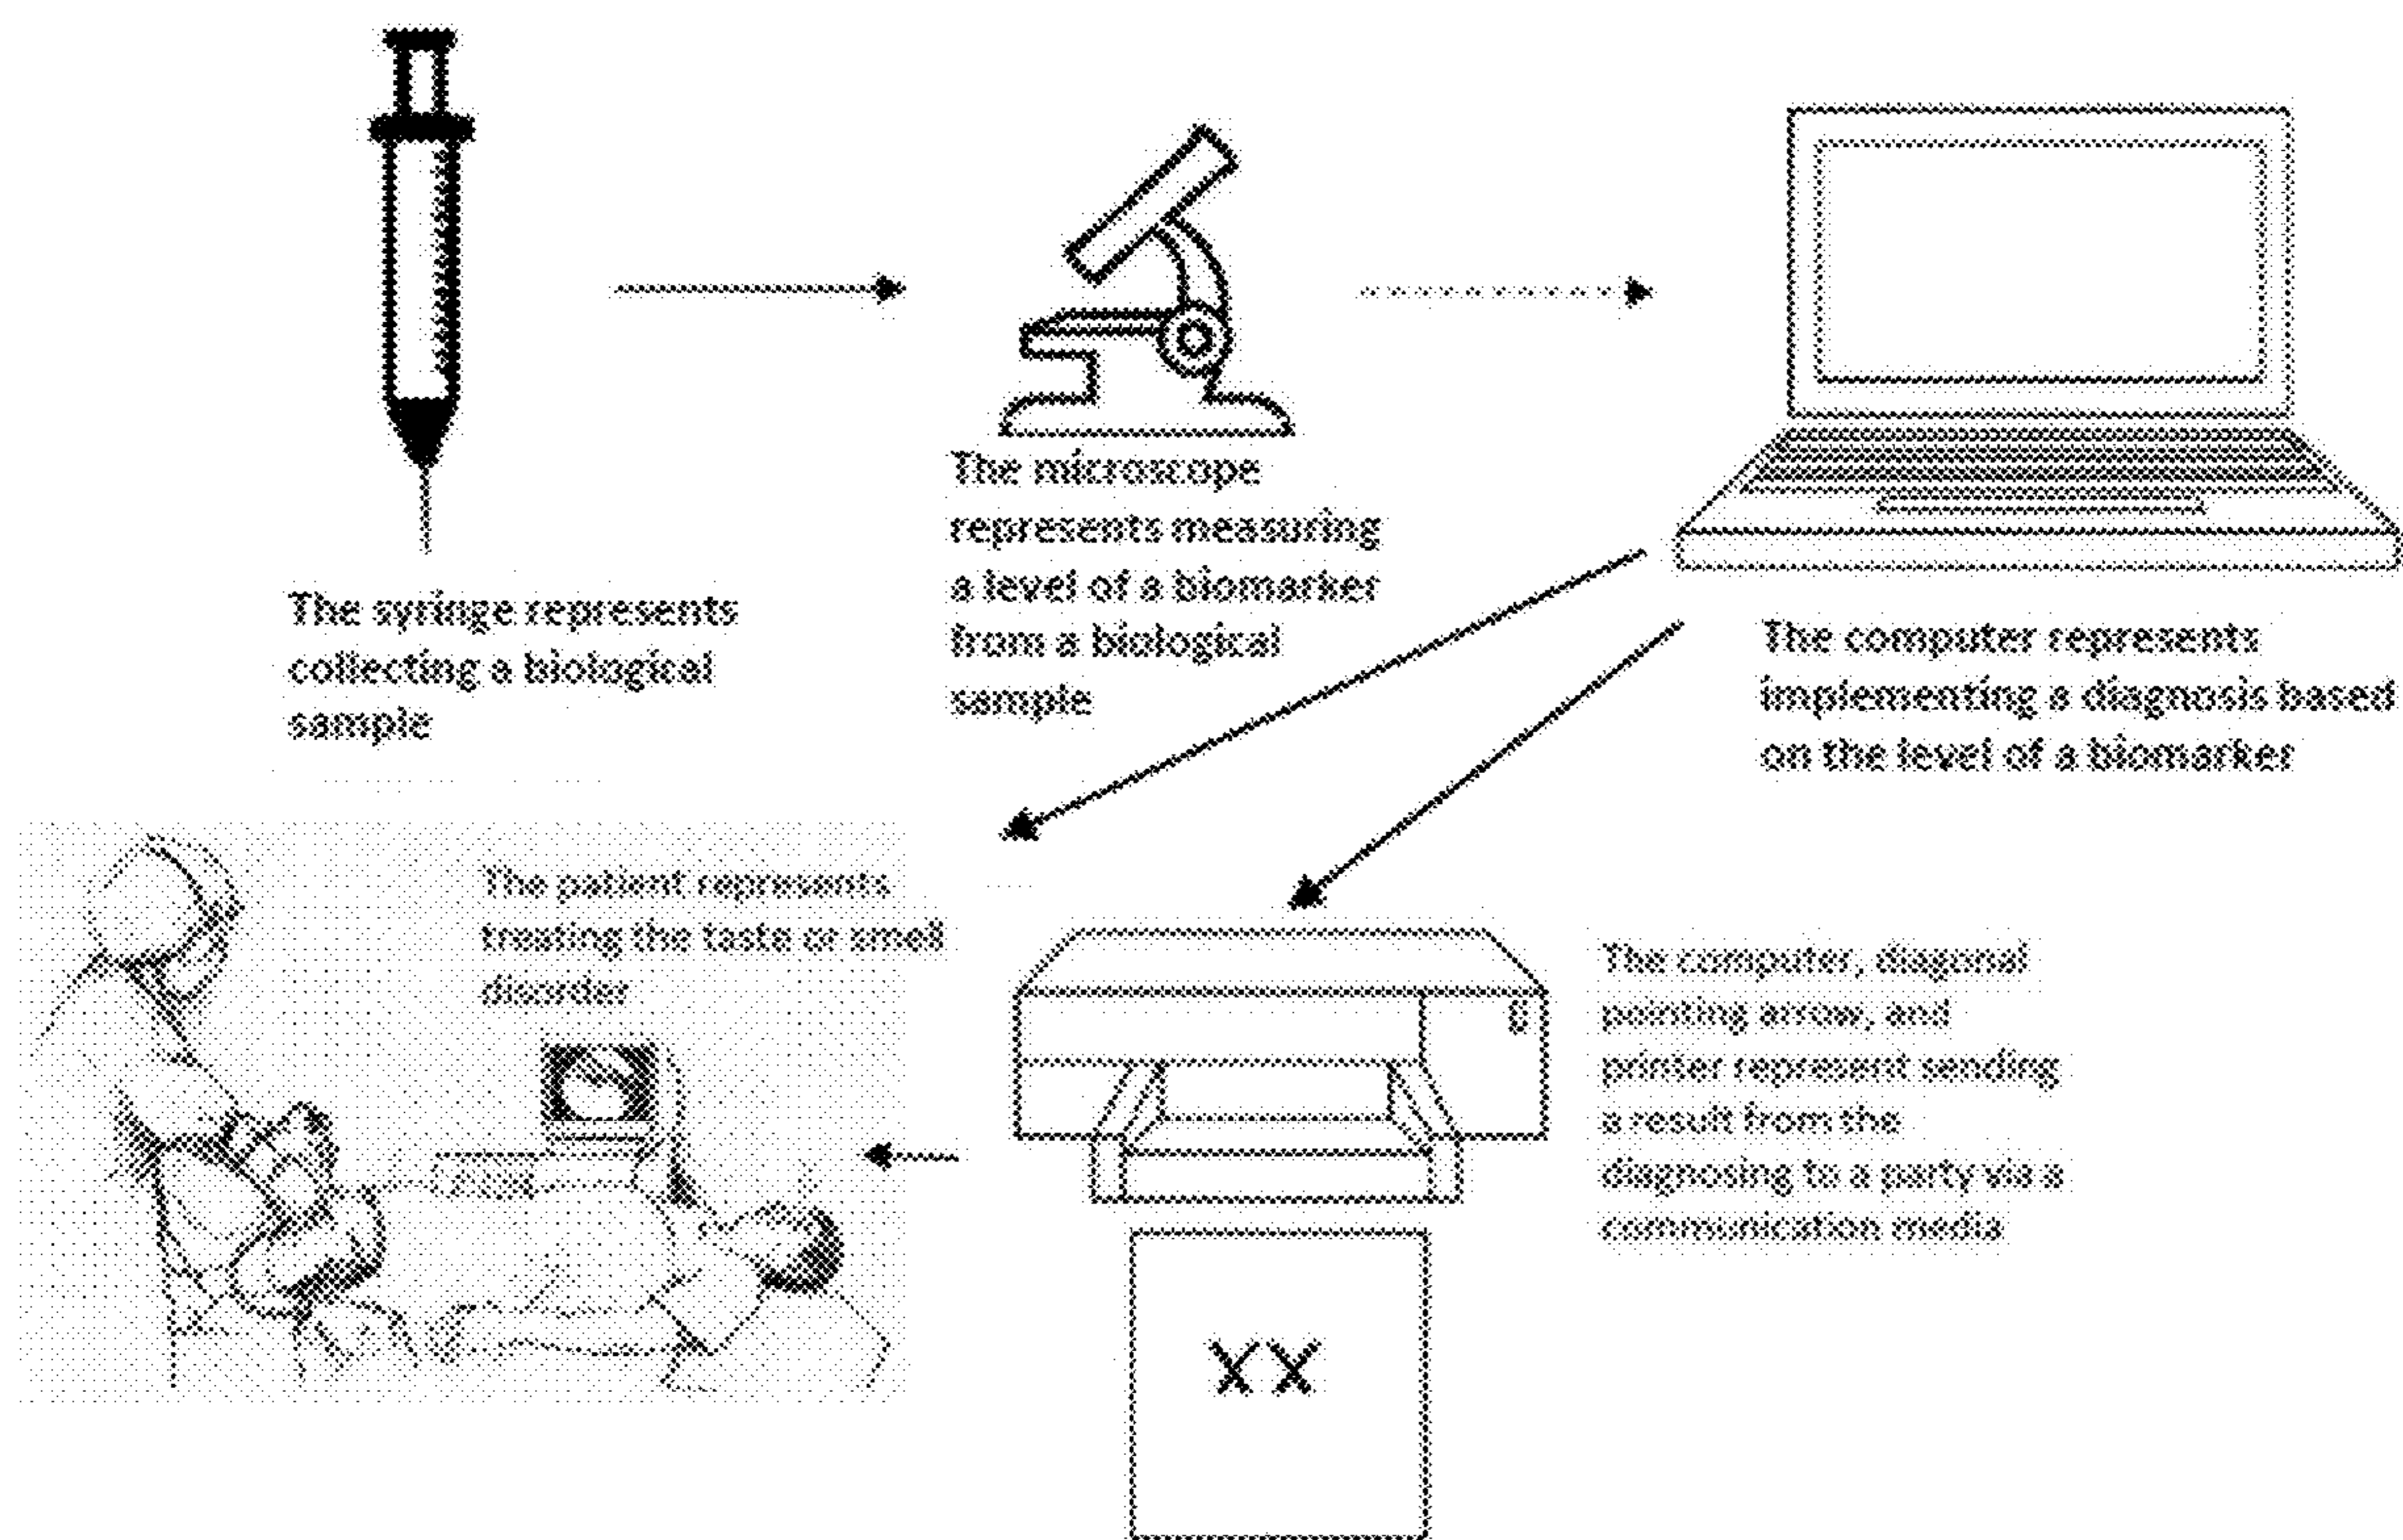 The syringe represents
collecting a biological
sample
The microscope
represents measuring
a level of a biomarker
from a biological
sample
The computer represents
implementing a diagnosis based
on the level of a biomarker
The patient represents
treating the taste or smell
disorder
The computer, diagonal
pointing arrow, and
printer represent sending
a result from the
diagnosing to a party via a
communication media
XX